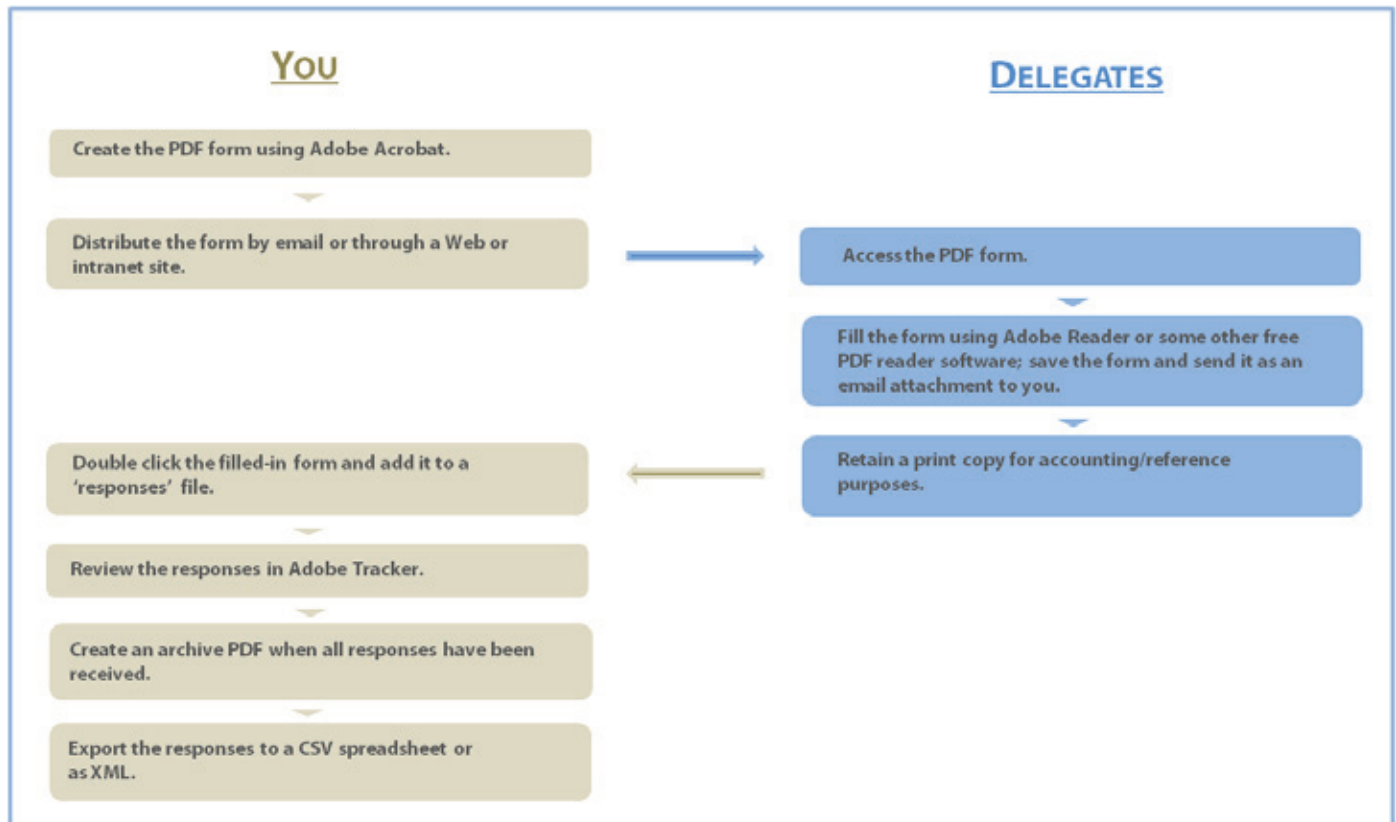 YOU
DELEGATES
Create the PDF form using Adobe Acrobat.
Distribute the form by email or through a Web or
intranet site.
Access the PDF form.
Fill the form using Adobe Reader or some other free
PDF reader software; save the form and send it as an
email attachment to you.
Retain a print copy for accounting/reference
purposes.
Double click the filled-in form and add it to a
‘responses’ file.
Review the responses in Adobe Tracker.
Create an archive PDF when all responses have been
received.
Export the responses to a CSV spreadsheet or
as XML.